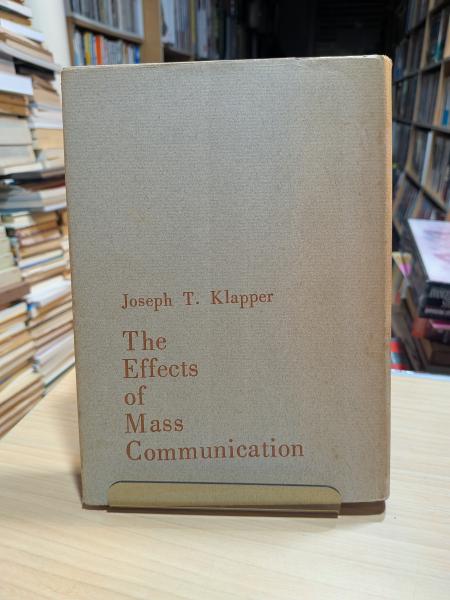 Joseph T. Klapper
The
Effects
of
Mass
Communication